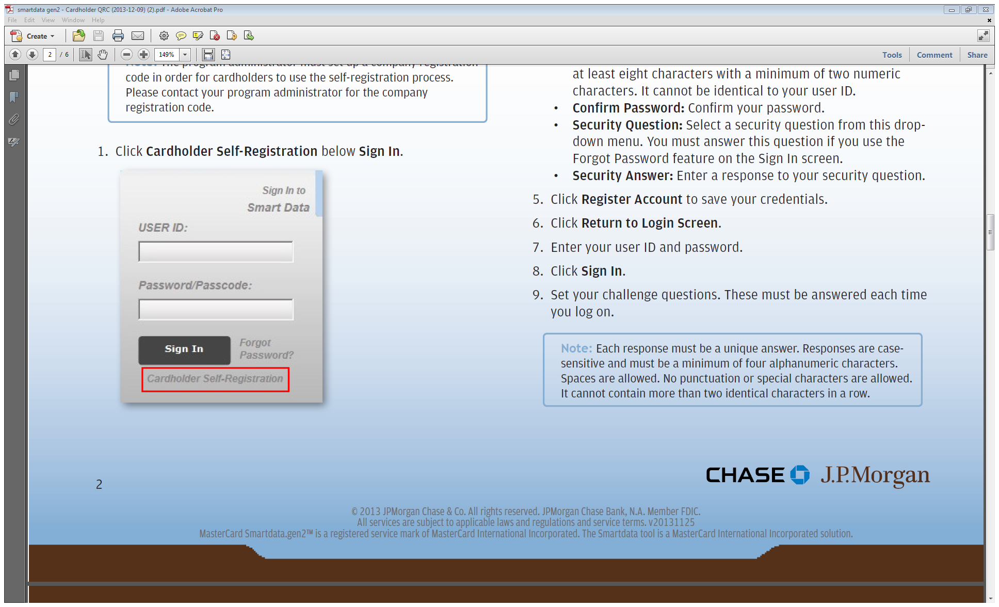 smartdata gen2 - Cardholder QRC (2013-12-09) (2).pdf - Adobe Acrobat Pro
File Edit View Window Help
Create
2 / 6 149% Tools Comment Share
Note: The program administrator must set up a company registration
code in order for cardholders to use the self-registration process.
Please contact your program administrator for the company
registration code.
1. Click Cardholder Self-Registration below Sign In.
Sign In to
Smart Data
USER ID:
Password/Passcode:
Sign In
Forgot
Password?
Cardholder Self-Registration
at least eight characters with a minimum of two numeric
characters. It cannot be identical to your user ID.
• Confirm Password: Confirm your password.
• Security Question: Select a security question from this drop-
down menu. You must answer this question if you use the
Forgot Password feature on the Sign In screen.
• Security Answer: Enter a response to your security question.
5. Click Register Account to save your credentials.
6. Click Return to Login Screen.
7. Enter your user ID and password.
8. Click Sign In.
9. Set your challenge questions. These must be answered each time
you log on.
Note: Each response must be a unique answer. Responses are case-
sensitive and must be a minimum of four alphanumeric characters.
Spaces are allowed. No punctuation or special characters are allowed.
It cannot contain more than two identical characters in a row.
CHASE J.P.Morgan
2
© 2013 JPMorgan Chase & Co. All rights reserved. JPMorgan Chase Bank, N.A. Member FDIC.
All services are subject to applicable laws and regulations and service terms. v20131125
MasterCard Smartdata.gen2™ is a registered service mark of MasterCard International Incorporated. The Smartdata tool is a MasterCard International Incorporated solution.